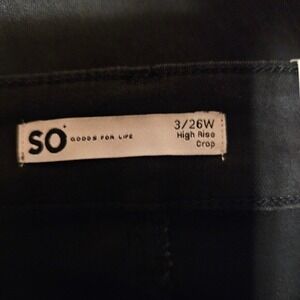 SO GOODS FOR LIFE
3/26W
High Rise
Crop